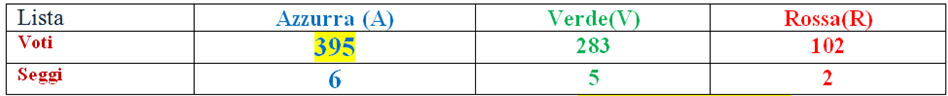 Lista Azzurra (A) Verde(V) Rossa(R)
Voti 395 283 102
Seggi 6 5 2